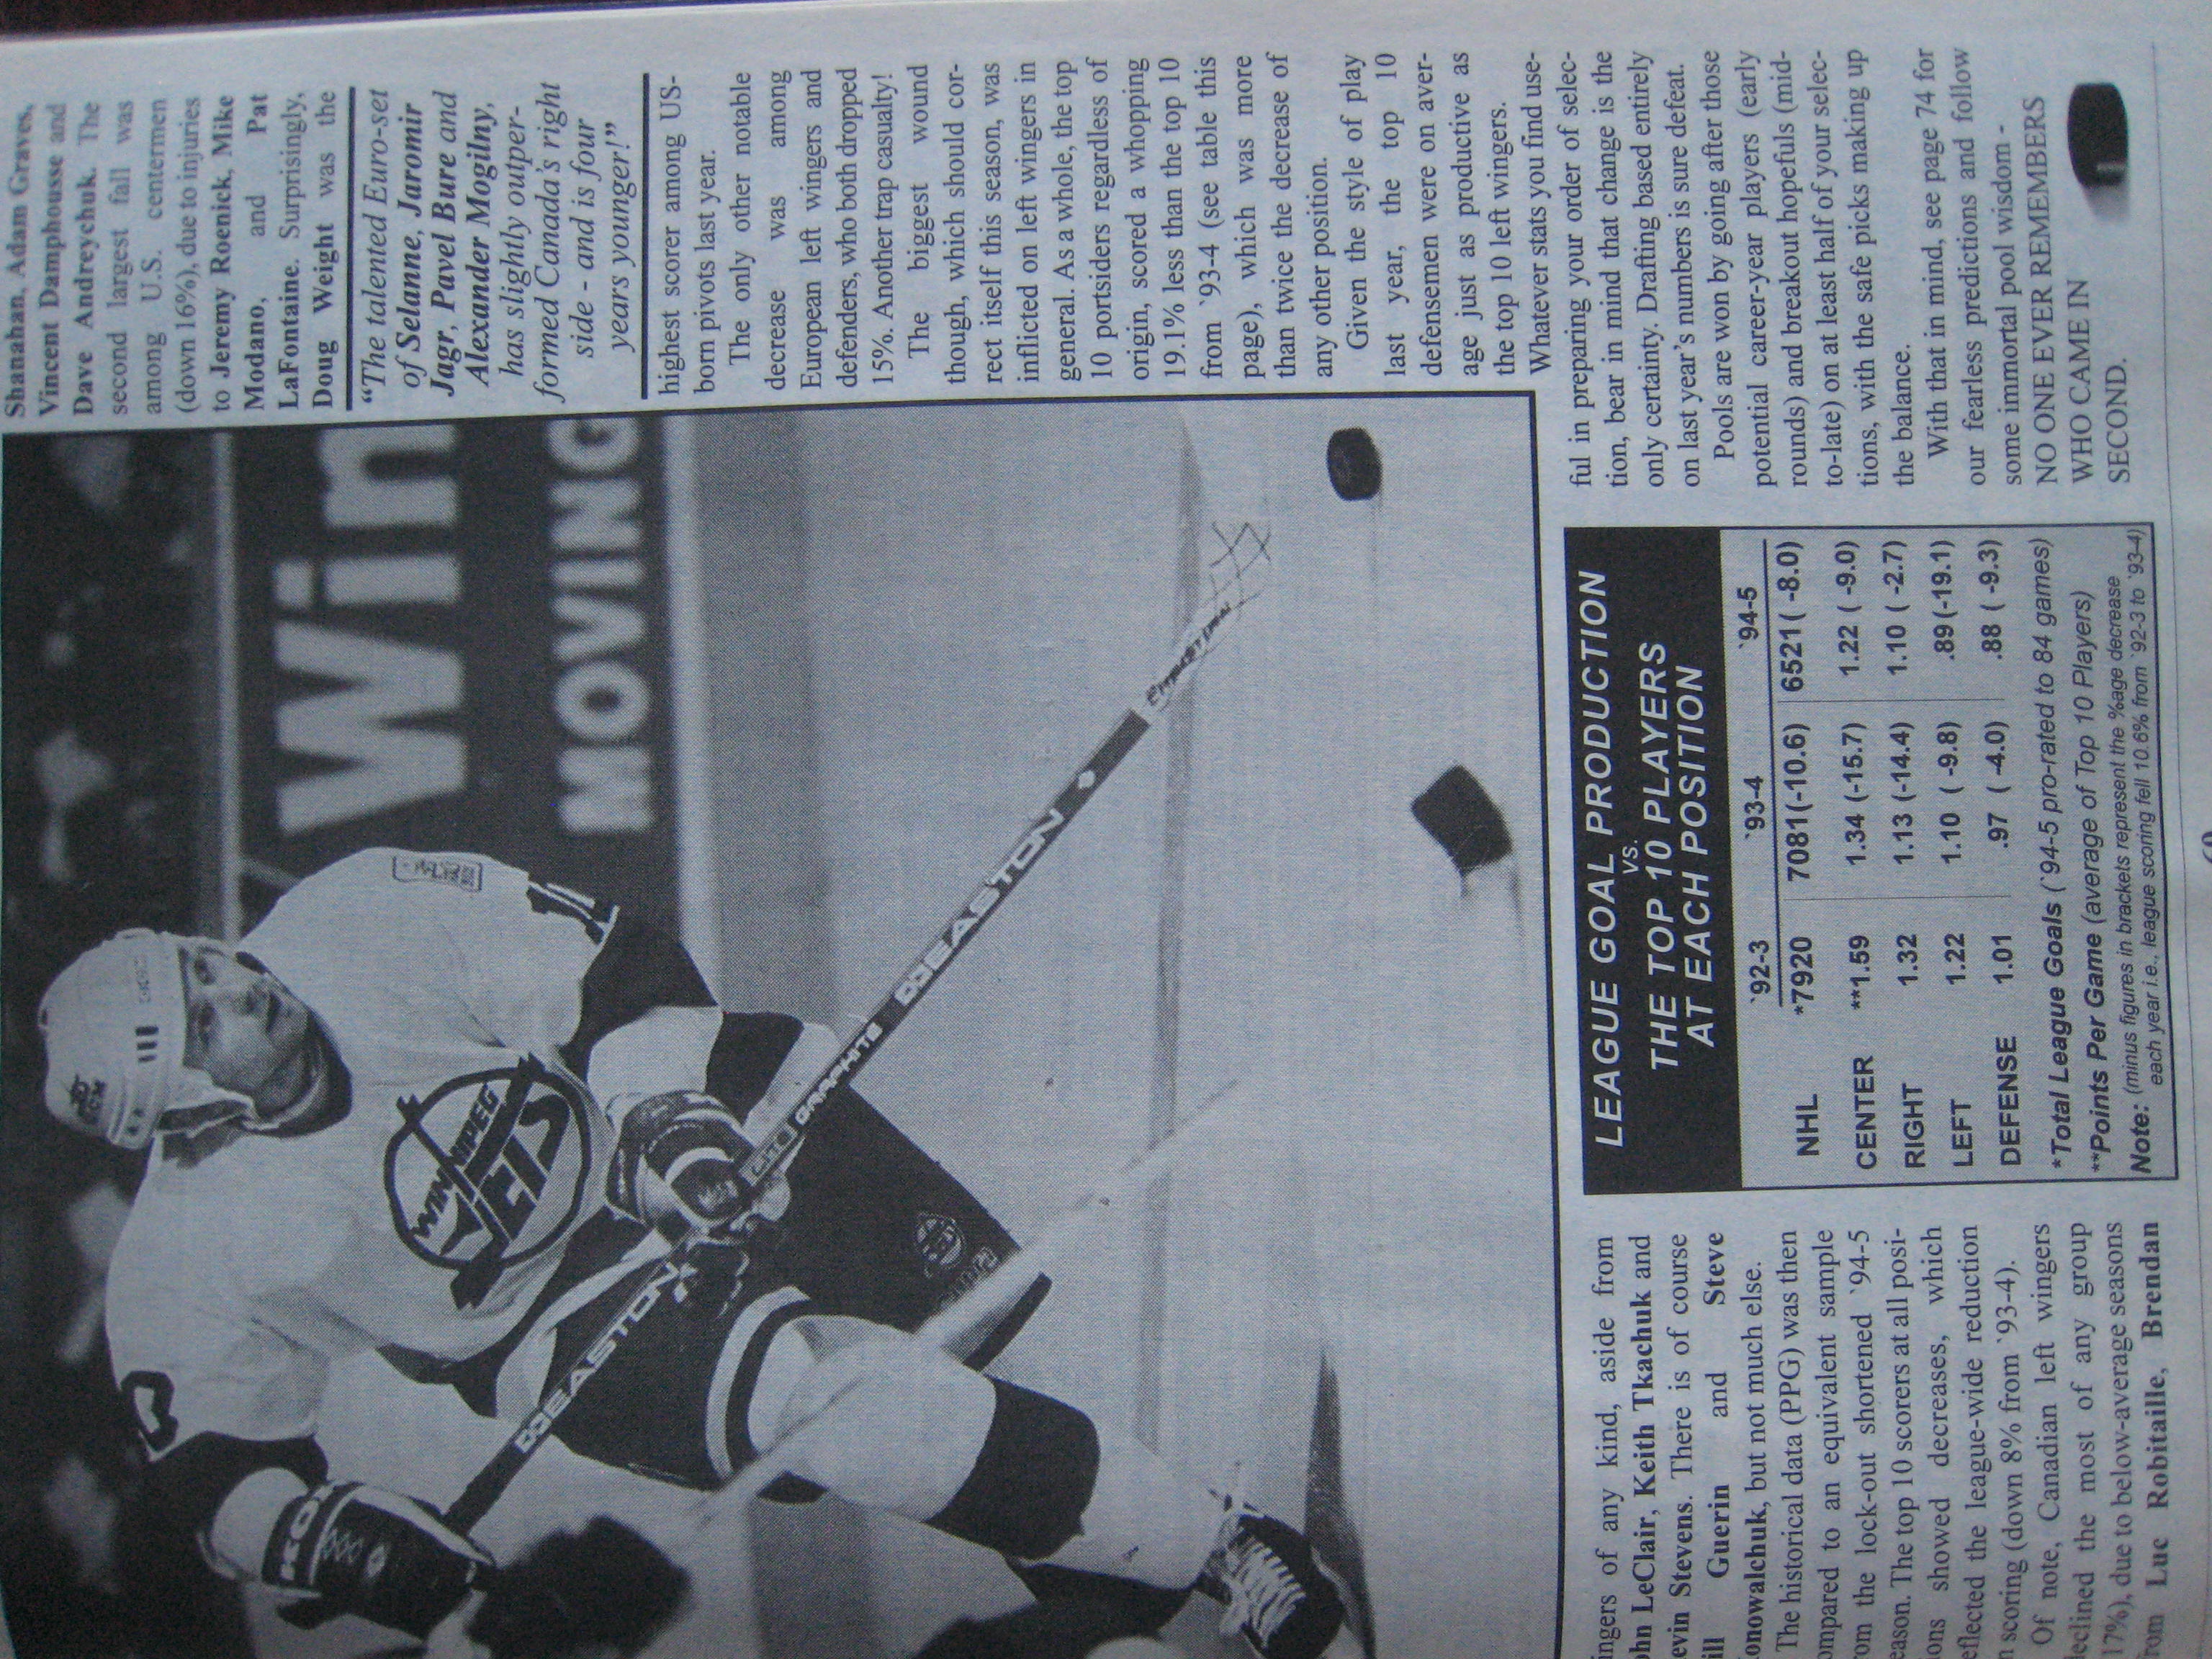 Win
MOVING
WINNIPEG
JETS
EASTON
GRAPHITE
EASTON
ingers of any kind, aside from
ohn LeClair, Keith Tkachuk and
evin Stevens. There is of course
ill Guerin and Steve
onowalchuk, but not much else.
The historical data (PPG) was then
ompared to an equivalent sample
rom the lock-out shortened `94-5
eason. The top 10 scorers at all posi-
ions showed decreases, which
eflected the league-wide reduction
n scoring (down 8% from `93-4).
Of note, Canadian left wingers
declined the most of any group
17%), due to below-average seasons
from Luc Robitaille, Brendan
Shanahan, Adam Graves,
Vincent Damphousse and
Dave Andreychuk. The
second largest fall was
among U.S. centermen
(down 16%), due to injuries
to Jeremy Roenick, Mike
Modano, and Pat
LaFontaine. Surprisingly,
Doug Weight was the
“The talented Euro-set
of Selanne, Jaromir
Jagr, Pavel Bure and
Alexander Mogilny,
has slightly outper-
formed Canada's right
side - and is four
years younger!”
highest scorer among US-
born pivots last year.
The only other notable
decrease was among
European left wingers and
defenders, who both dropped
15%. Another trap casualty!
The biggest wound
though, which should cor-
rect itself this season, was
inflicted on left wingers in
general. As a whole, the top
10 portsiders regardless of
origin, scored a whopping
19.1% less than the top 10
from `93-4 (see table this
page), which was more
than twice the decrease of
any other position.
Given the style of play
last year, the top 10
defensemen were on aver-
age just as productive as
the top 10 left wingers.
Whatever stats you find use-
ful in preparing your order of selec-
tion, bear in mind that change is the
only certainty. Drafting based entirely
on last year's numbers is sure defeat.
Pools are won by going after those
potential career-year players (early
rounds) and breakout hopefuls (mid-
to-late) on at least half of your selec-
tions, with the safe picks making up
the balance.
With that in mind, see page 74 for
our fearless predictions and follow
some immortal pool wisdom -
NO ONE EVER REMEMBERS
WHO CAME IN
SECOND.
LEAGUE GOAL PRODUCTION
VS.
THE TOP 10 PLAYERS
AT EACH POSITION
`92-3 `93-4 `94-5
NHL *7920 7081(-10.6) 6521( -8.0)
CENTER **1.59 1.34 (-15.7) 1.22 ( -9.0)
RIGHT 1.32 1.13 (-14.4) 1.10 ( -2.7)
LEFT 1.22 1.10 ( -9.8) .89 (-19.1)
DEFENSE 1.01 .97 ( -4.0) .88 ( -9.3)
*Total League Goals (`94-5 pro-rated to 84 games)
**Points Per Game (average of Top 10 Players)
Note: (minus figures in brackets represent the %age decrease
each year i.e., league scoring fell 10.6% from `92-3 to `93-4)